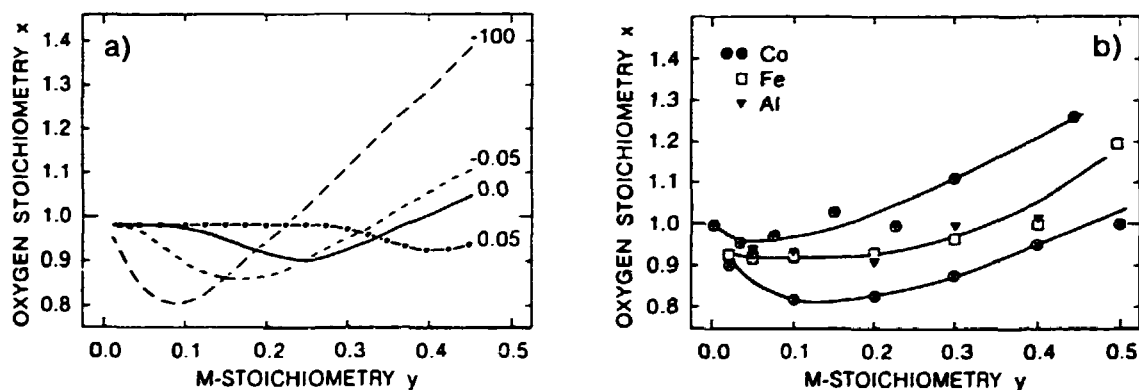 a)
OXYGEN STOICHIOMETRY x
1.4
1.3
1.2
1.1
1.0
0.9
0.8
-100
-0.05
0.0
0.05
0.0 0.1 0.2 0.3 0.4 0.5
M-STOICHIOMETRY y
b)
OXYGEN STOICHIOMETRY x
1.4
1.3
1.2
1.1
1.0
0.9
0.8
Co
Fe
Al
0.0 0.1 0.2 0.3 0.4 0.5
M-STOICHIOMETRY y